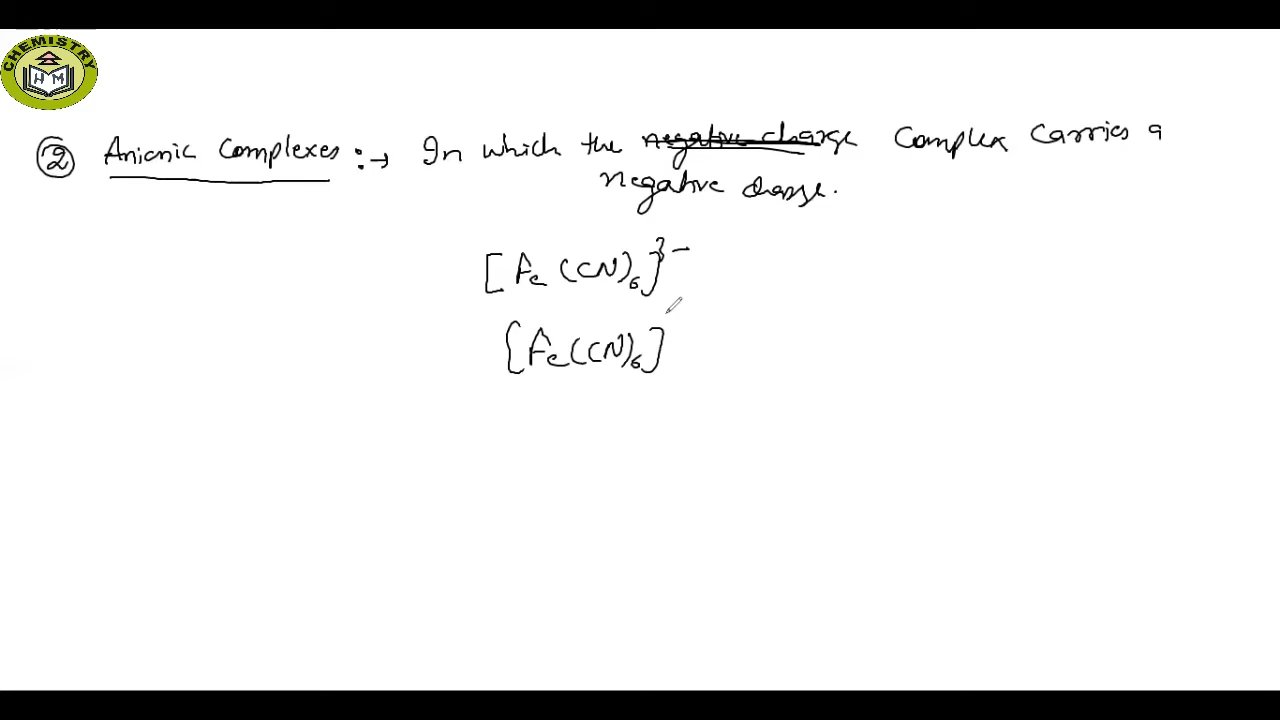 CHEMISTRY
HM
② Anionic Complexes :→ In which the negative charge Complex Carries a
negative charge.
[Fe(CN)₆]³⁻
[Fe(CN)₆]